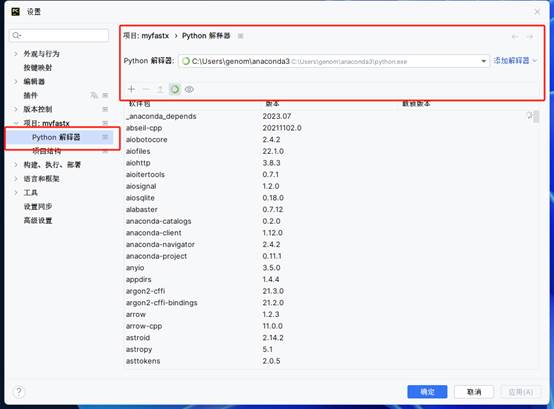 PC 设置
项目: myfastx › Python 解释器
外观与行为
按键映射
编辑器
插件
版本控制
项目: myfastx
Python 解释器
项目结构
构建、执行、部署
语言和框架
工具
设置同步
高级设置
Python 解释器: C:\Users\genom\anaconda3 C:\Users\genom\anaconda3\python.exe 添加解释器
软件包 版本 最新版本
_anaconda_depends 2023.07
abseil-cpp 20211102.0
aiobotocore 2.4.2
aiofiles 22.1.0
aiohttp 3.8.3
aioitertools 0.7.1
aiosignal 1.2.0
aiosqlite 0.18.0
alabaster 0.7.12
anaconda-catalogs 0.2.0
anaconda-client 1.12.0
anaconda-navigator 2.4.2
anaconda-project 0.11.1
anyio 3.5.0
appdirs 1.4.4
argon2-cffi 21.3.0
argon2-cffi-bindings 21.2.0
arrow 1.2.3
arrow-cpp 11.0.0
astroid 2.14.2
astropy 5.1
asttokens 2.0.5
? 确定 取消 应用(A)